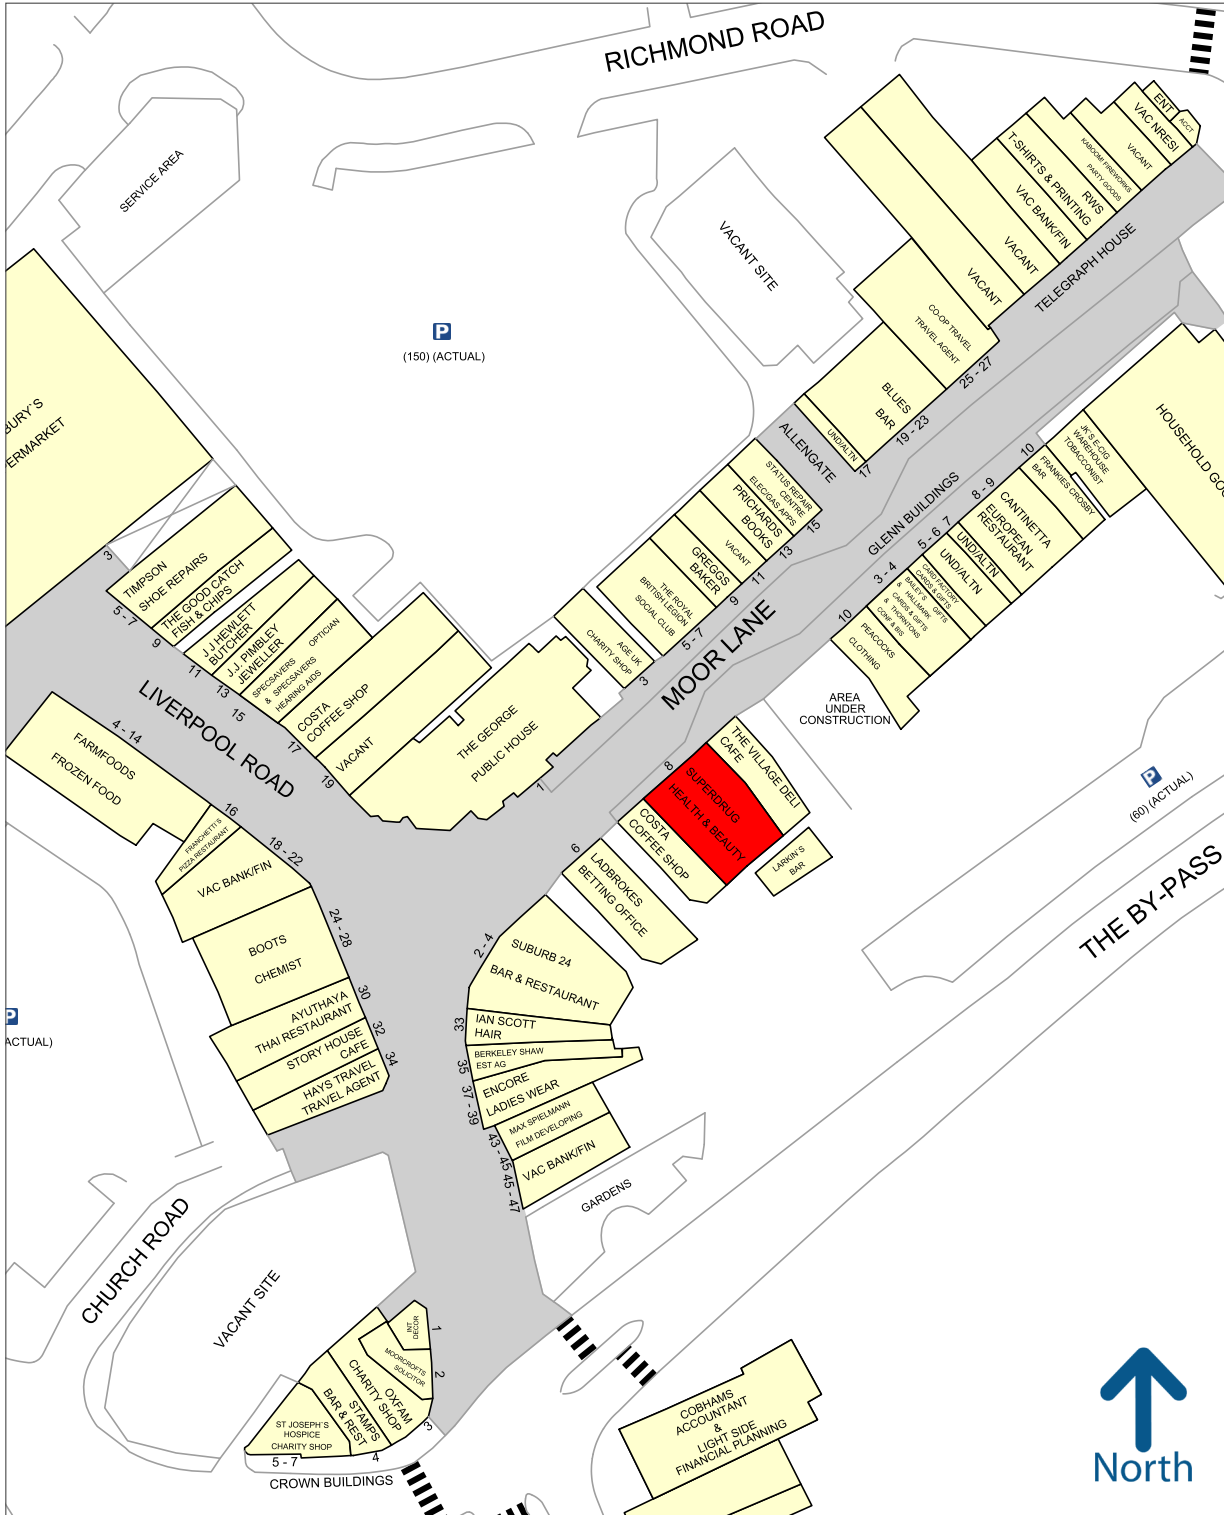 RICHMOND ROAD
SERVICE AREA
VACANT SITE
P
(150) (ACTUAL)
ENT
ACCT
VAC NRESI
VACANT
KABOOM! FIREWORKS
PARTY GOODS
RWS
T-SHIRTS & PRINTING
VAC BANK/FIN
VACANT
VACANT
TELEGRAPH HOUSE
CO-OP TRAVEL
TRAVEL AGENT
25 - 27
BLUES
BAR
19 - 23
UND/ALTN
17
ALLENGATE
STATUS REPAIR
CENTRE
ELEC/GAS APPS
15
PRICHARDS
BOOKS
13
VACANT
11
GREGGS
BAKER
9
THE ROYAL
BRITISH LEGION
SOCIAL CLUB
5 - 7
AGE UK
CHARITY SHOP
3
MOOR LANE
GLENN BUILDINGS
HOUSEHOLD GO
JK'S E-CIG
WAREHOUSE
TOBACCONIST
10
FRANKIES CROSBY
BAR
8 - 9
CANTINETTA
EUROPEAN
RESTAURANT
7
UND/ALTN
5 - 6
UND/ALTN
3 - 4
CARD FACTORY
CARDS & GIFTS
BAILEY'S GIFTS
& HALLMARK
CARDS & GIFTS
& THORNTONS
CONF & BIS
10
PEACOCKS
CLOTHING
AREA
UNDER
CONSTRUCTION
BURY'S
ERMARKET
3
TIMPSON
SHOE REPAIRS
5 - 7
THE GOOD CATCH
FISH & CHIPS
9
J J HEWLETT
BUTCHER
11
J.J. PIMBLEY
JEWELLER
13
SPECSAVERS OPTICIAN
& SPECSAVERS
HEARING AIDS
15
COSTA
COFFEE SHOP
17
VACANT
19
THE GEORGE
PUBLIC HOUSE
1
LIVERPOOL ROAD
4 - 14
FARMFOODS
FROZEN FOOD
16
FRANCHETTI'S
PIZZA RESTAURANT
18 - 22
VAC BANK/FIN
24 - 28
BOOTS
CHEMIST
30
AYUTHAYA
THAI RESTAURANT
32
STORY HOUSE
CAFE
34
HAYS TRAVEL
TRAVEL AGENT
THE VILLAGE DELI
CAFE
8
SUPERDRUG
HEALTH & BEAUTY
COSTA
COFFEE SHOP
LARKIN'S
BAR
6
LADBROKES
BETTING OFFICE
2 - 4
SUBURB 24
BAR & RESTAURANT
33
IAN SCOTT
HAIR
35
BERKELEY SHAW
EST AG
37 - 39
ENCORE
LADIES WEAR
43 - 45
MAX SPIELMANN
FILM DEVELOPING
45 - 47
VAC BANK/FIN
GARDENS
P
(60) (ACTUAL)
THE BY-PASS
P
ACTUAL)
CHURCH ROAD
VACANT SITE
INT
DECOR
1
MOORCROFTS
SOLICITOR
2
OXFAM
CHARITY SHOP
3
STAMPS
BAR & REST
4
ST JOSEPH'S
HOSPICE
CHARITY SHOP
5 - 7
CROWN BUILDINGS
COBHAMS
ACCOUNTANT
&
LIGHT SIDE
FINANCIAL PLANNING
North